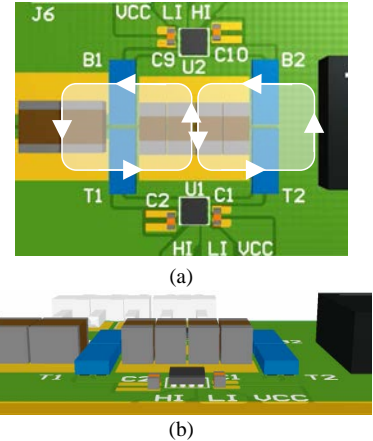 J6 VCC LI HI
B1 C9 C10 B2
U2
U1
T1 C2 C1 T2
HI LI VCC
(a)
T1 C2 C1 T2
HI LI VCC
(b)